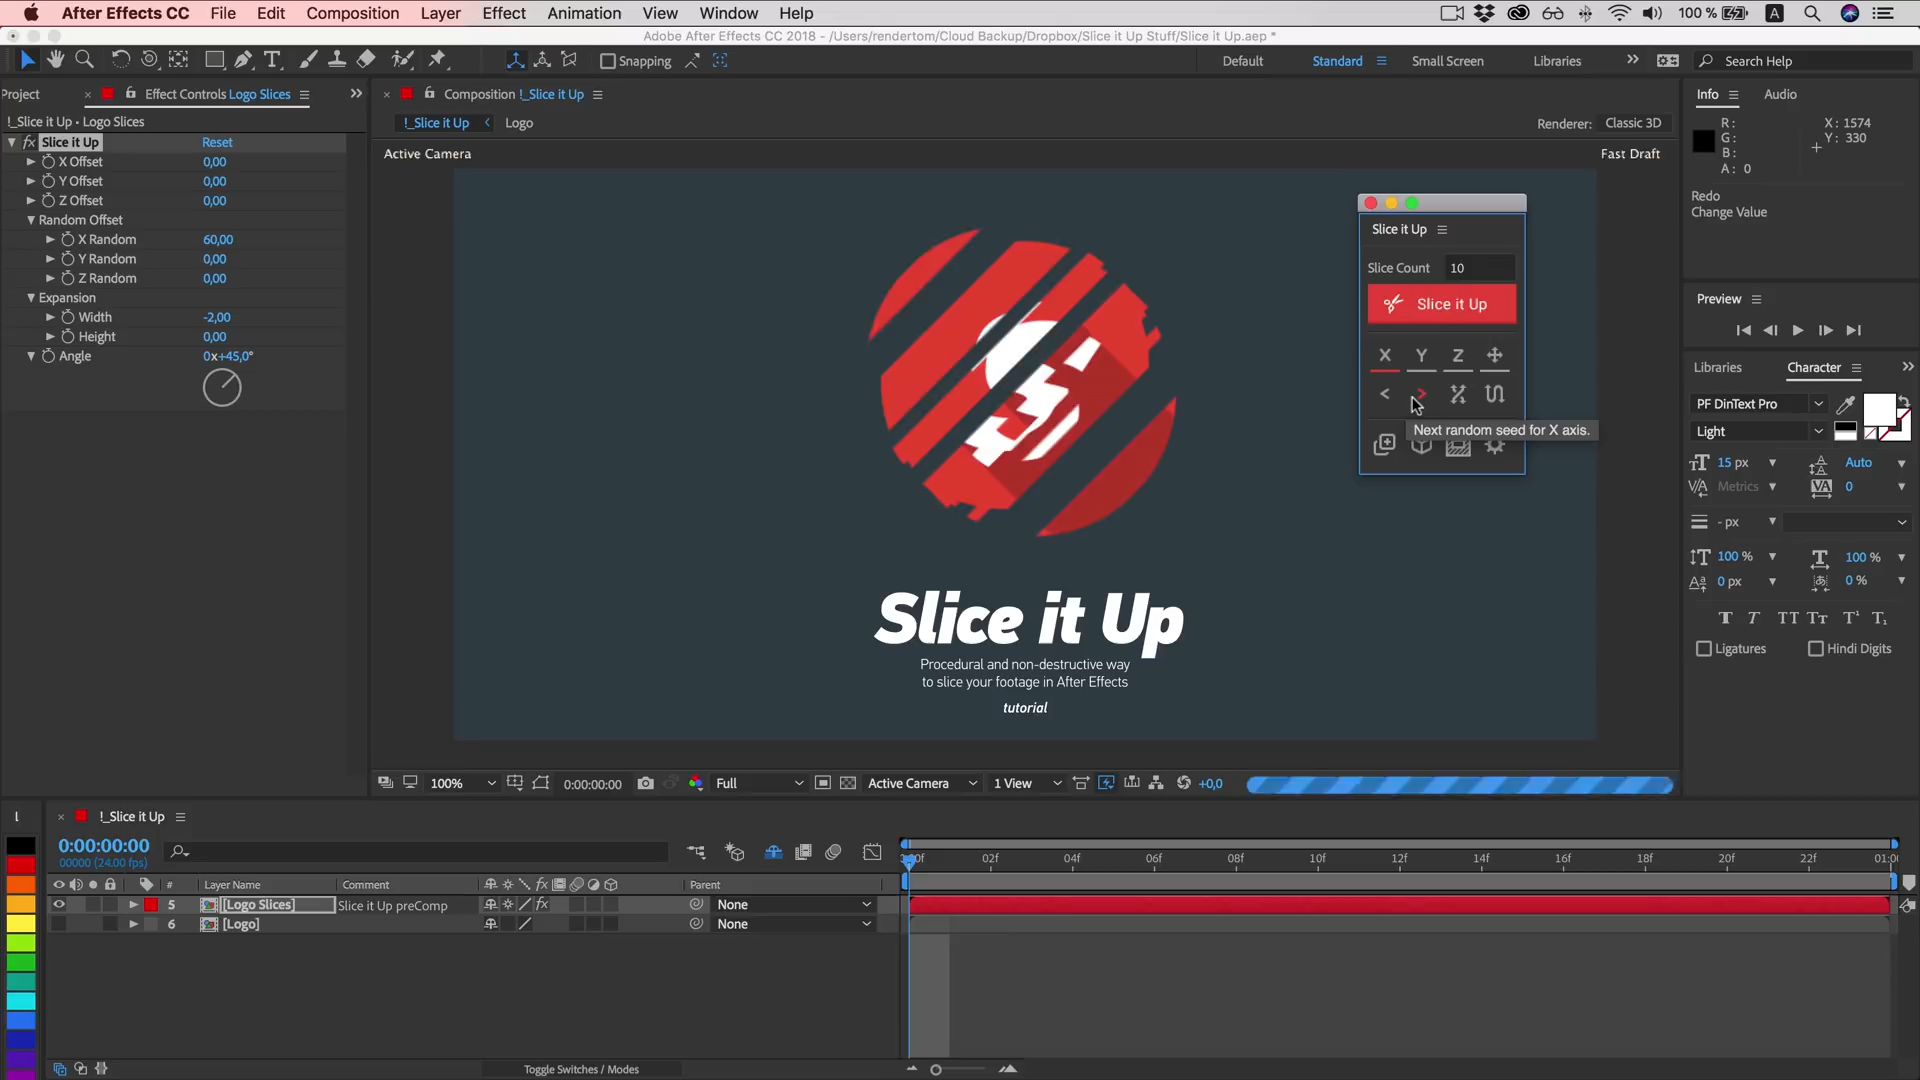 After Effects CC File Edit Composition Layer Effect Animation View Window Help 100 % A
Adobe After Effects CC 2018 - /Users/rendertom/Cloud Backup/Dropbox/Slice it Up Stuff/Slice it Up.aep *
Snapping Default Standard Small Screen Libraries Search Help
Project Effect Controls Logo Slices
!_Slice it Up • Logo Slices
fx Slice it Up Reset
X Offset 0,00
Y Offset 0,00
Z Offset 0,00
Random Offset
X Random 60,00
Y Random 0,00
Z Random 0,00
Expansion
Width -2,00
Height 0,00
Angle 0x+45,0°
Composition !_Slice it Up
!_Slice it Up Logo
Renderer: Classic 3D
Active Camera
Fast Draft
Slice it Up
Slice Count 10
Slice it Up
X Y Z
Next random seed for X axis.
Slice it Up
Procedural and non-destructive way
to slice your footage in After Effects
tutorial
100% 0:00:00:00 Full Active Camera 1 View +0,0
Info Audio
R: X: 1574
G: Y: 330
B:
A: 0
Redo
Change Value
Preview
Libraries Character
PF DinText Pro
Light
15 px Auto
Metrics 0
- px
100 % 100 %
0 px 0 %
T T TT Tт T¹ T₁
Ligatures Hindi Digits
!_Slice it Up
0:00:00:00
00000 (24.00 fps)
02f 04f 06f 08f 10f 12f 14f 16f 18f 20f 22f
# Layer Name Comment fx Parent
5 [Logo Slices] Slice it Up preComp fx None
6 [Logo] None
Toggle Switches / Modes